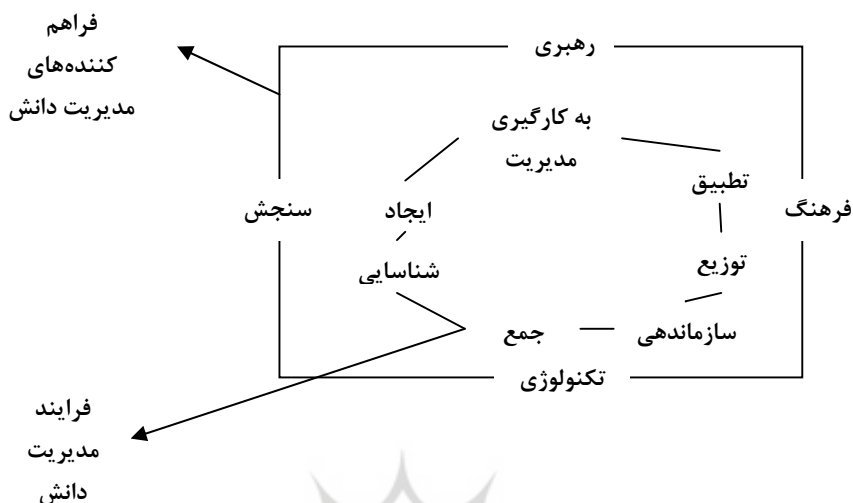 فراهم
کننده‌های
مدیریت دانش
رهبری
به کارگیری
مدیریت
تطبیق
فرهنگ
ایجاد
سنجش
توزیع
شناسایی
سازماندهی
جمع
تکنولوژی
فرایند
مدیریت
دانش